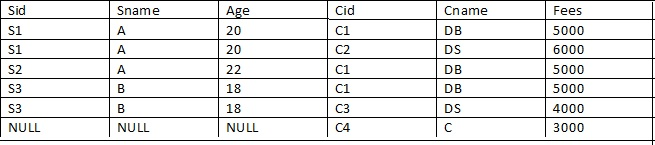 Sid Sname Age Cid Cname Fees
S1 A 20 C1 DB 5000
S1 A 20 C2 DS 6000
S2 A 22 C1 DB 5000
S3 B 18 C1 DB 5000
S3 B 18 C3 DS 4000
NULL NULL NULL C4 C 3000